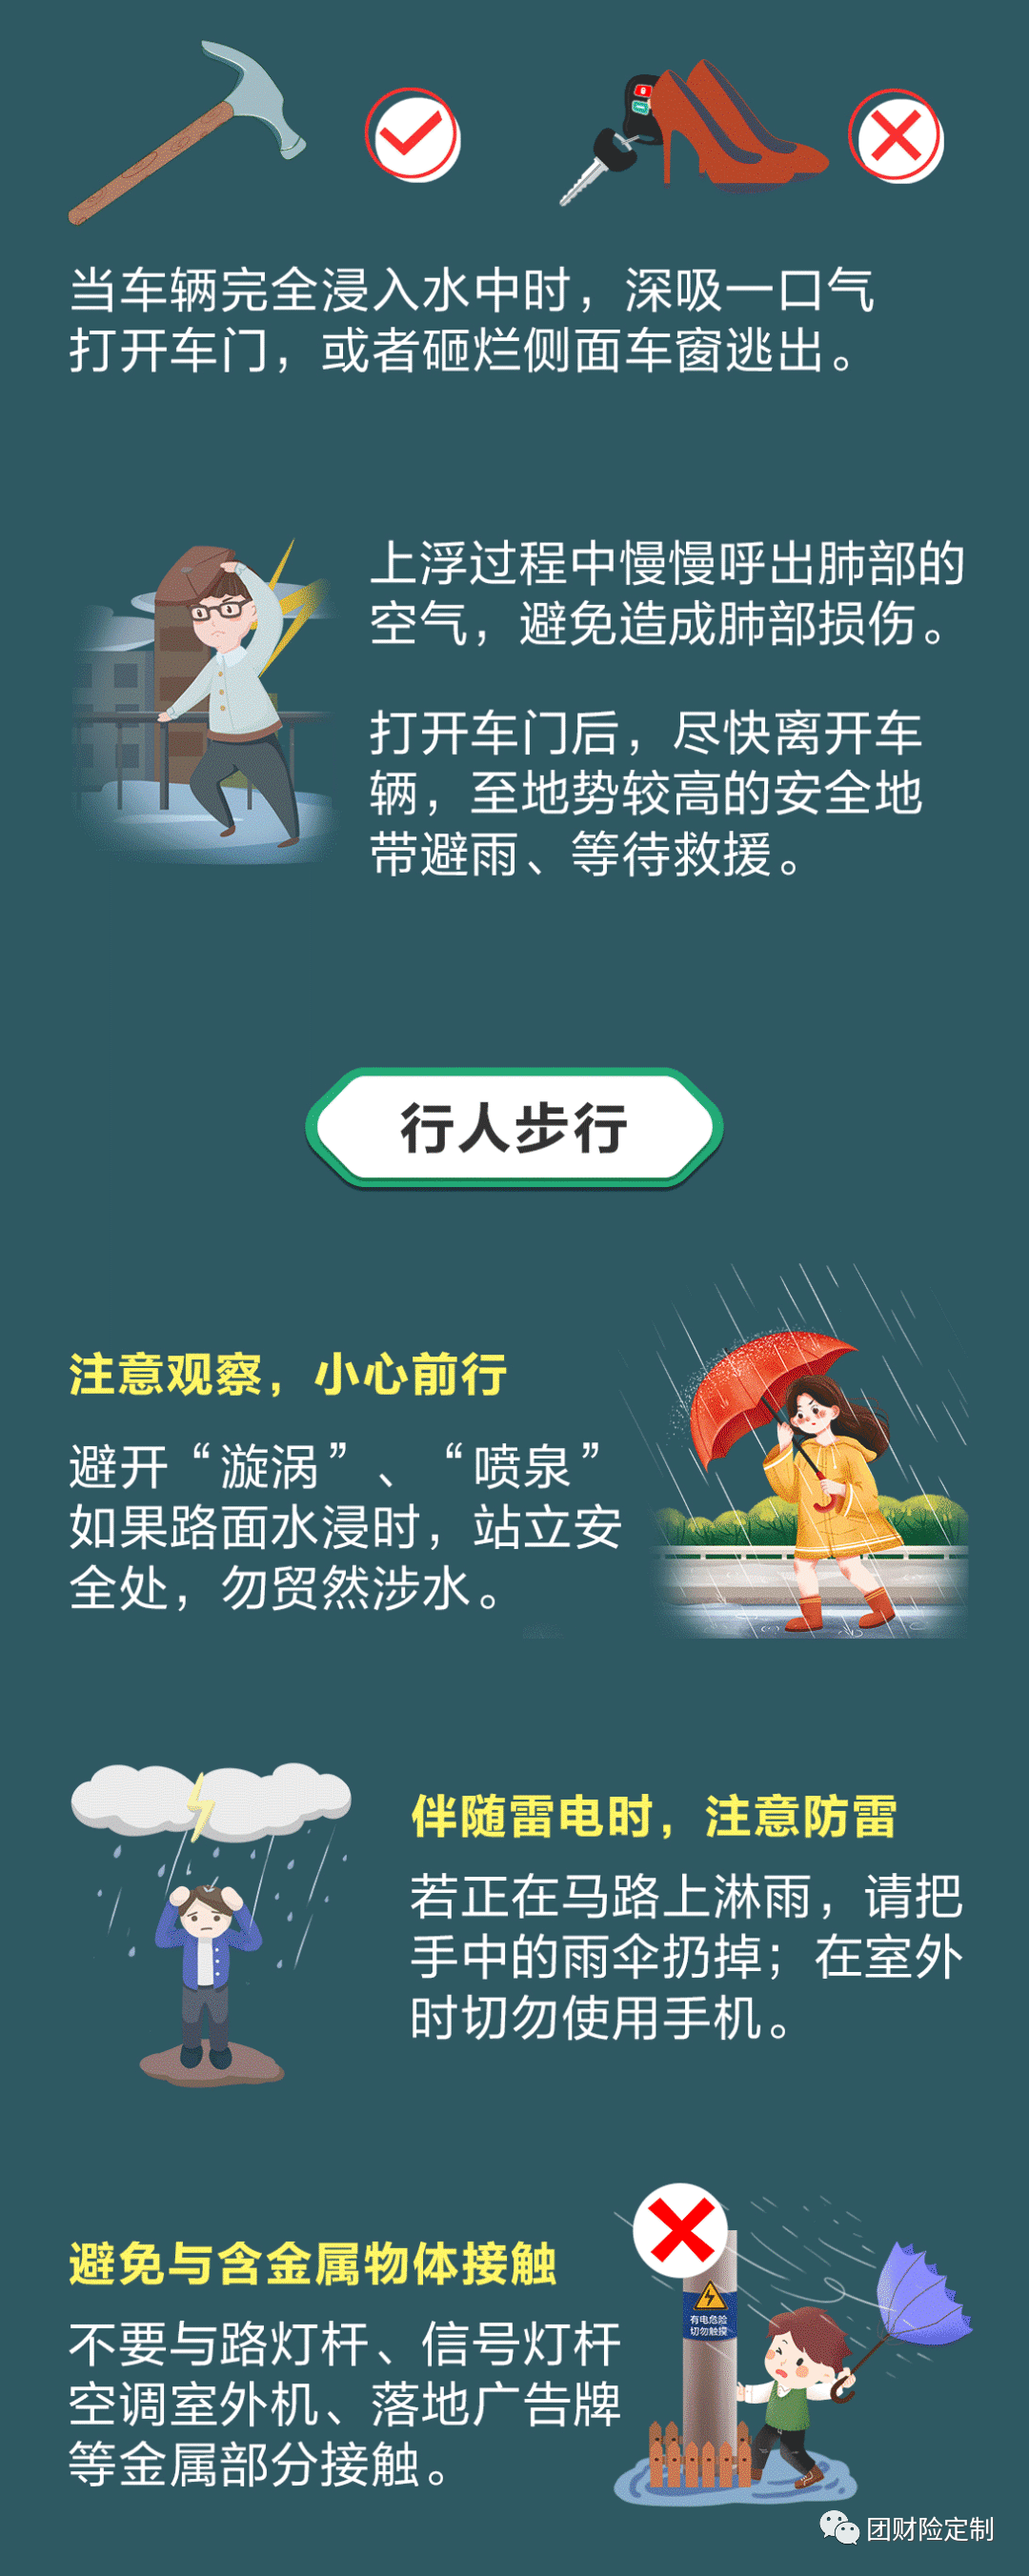 当车辆完全浸入水中时，深吸一口气
打开车门，或者砸烂侧面车窗逃出。
上浮过程中慢慢呼出肺部的
空气，避免造成肺部损伤。
打开车门后，尽快离开车
辆，至地势较高的安全地
带避雨、等待救援。
行人步行
注意观察，小心前行
避开“漩涡”、“喷泉”
如果路面水浸时，站立安
全处，勿贸然涉水。
伴随雷电时，注意防雷
若正在马路上淋雨，请把
手中的雨伞扔掉；在室外
时切勿使用手机。
避免与含金属物体接触
不要与路灯杆、信号灯杆
空调室外机、落地广告牌
等金属部分接触。
有电危险
切勿触摸
团财险定制